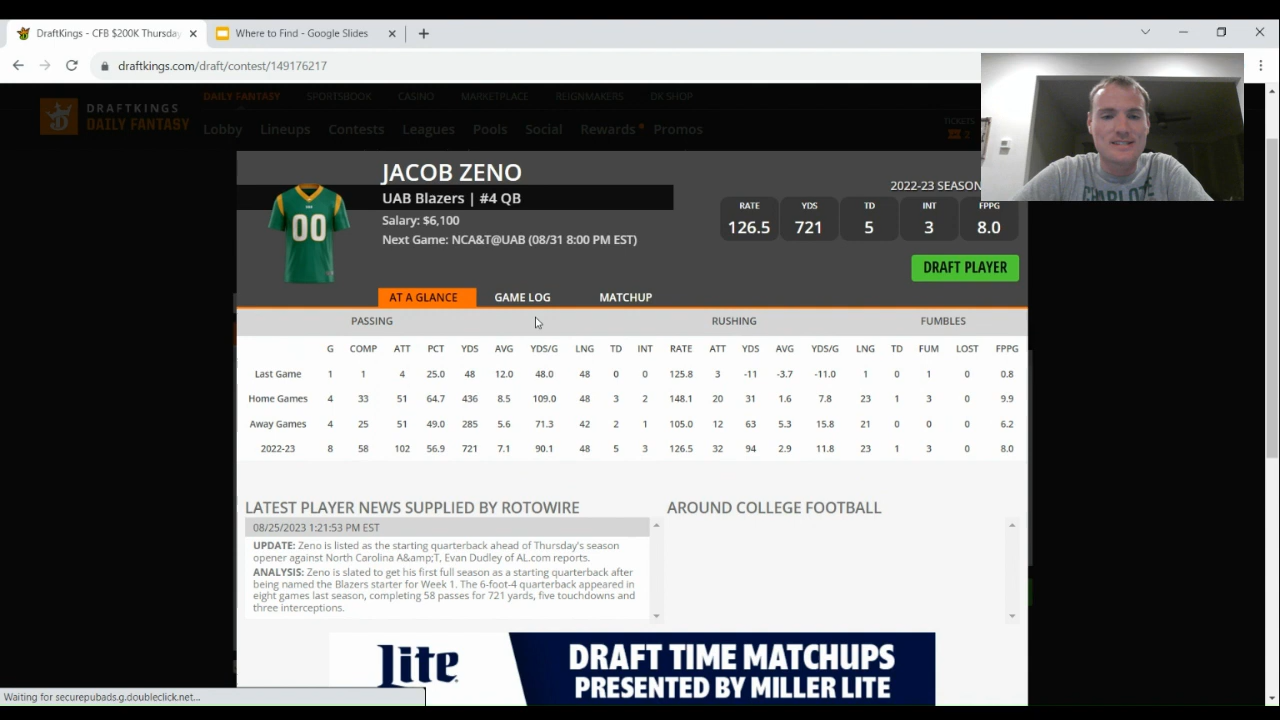 DraftKings - CFB $200K Thursday
Where to Find - Google Slides
draftkings.com/draft/contest/149176217
DRAFTKINGS
DAILY FANTASY
DAILY FANTASY SPORTSBOOK CASINO MARKETPLACE REIGNMAKERS DK SHOP
Lobby Lineups Contests Leagues Pools Social Rewards Promos
TICKETS
2
JACOB ZENO
UAB Blazers | #4 QB
Salary: $6,100
Next Game: NCA&T@UAB (08/31 8:00 PM EST)
00
2022-23 SEASON
RATE YDS TD INT FPPG
126.5 721 5 3 8.0
DRAFT PLAYER
AT A GLANCE GAME LOG MATCHUP
PASSING RUSHING FUMBLES
G COMP ATT PCT YDS AVG YDS/G LNG TD INT RATE ATT YDS AVG YDS/G LNG TD FUM LOST FPPG
Last Game 1 1 4 25.0 48 12.0 48.0 48 0 0 125.8 3 -11 -3.7 -11.0 1 0 1 0 0.8
Home Games 4 33 51 64.7 436 8.5 109.0 48 3 2 148.1 20 31 1.6 7.8 23 1 3 0 9.9
Away Games 4 25 51 49.0 285 5.6 71.3 42 2 1 105.0 12 63 5.3 15.8 21 0 0 0 6.2
2022-23 8 58 102 56.9 721 7.1 90.1 48 5 3 126.5 32 94 2.9 11.8 23 1 3 0 8.0
LATEST PLAYER NEWS SUPPLIED BY ROTOWIRE
08/25/2023 1:21:53 PM EST
UPDATE: Zeno is listed as the starting quarterback ahead of Thursday's season
opener against North Carolina A&amp;T, Evan Dudley of AL.com reports.
ANALYSIS: Zeno is slated to get his first full season as a starting quarterback after
being named the Blazers starter for Week 1. The 6-foot-4 quarterback appeared in
eight games last season, completing 58 passes for 721 yards, five touchdowns and
three interceptions.
AROUND COLLEGE FOOTBALL
Lite
DRAFT TIME MATCHUPS
PRESENTED BY MILLER LITE
Waiting for securepubads.g.doubleclick.net...
CHARLOTTE